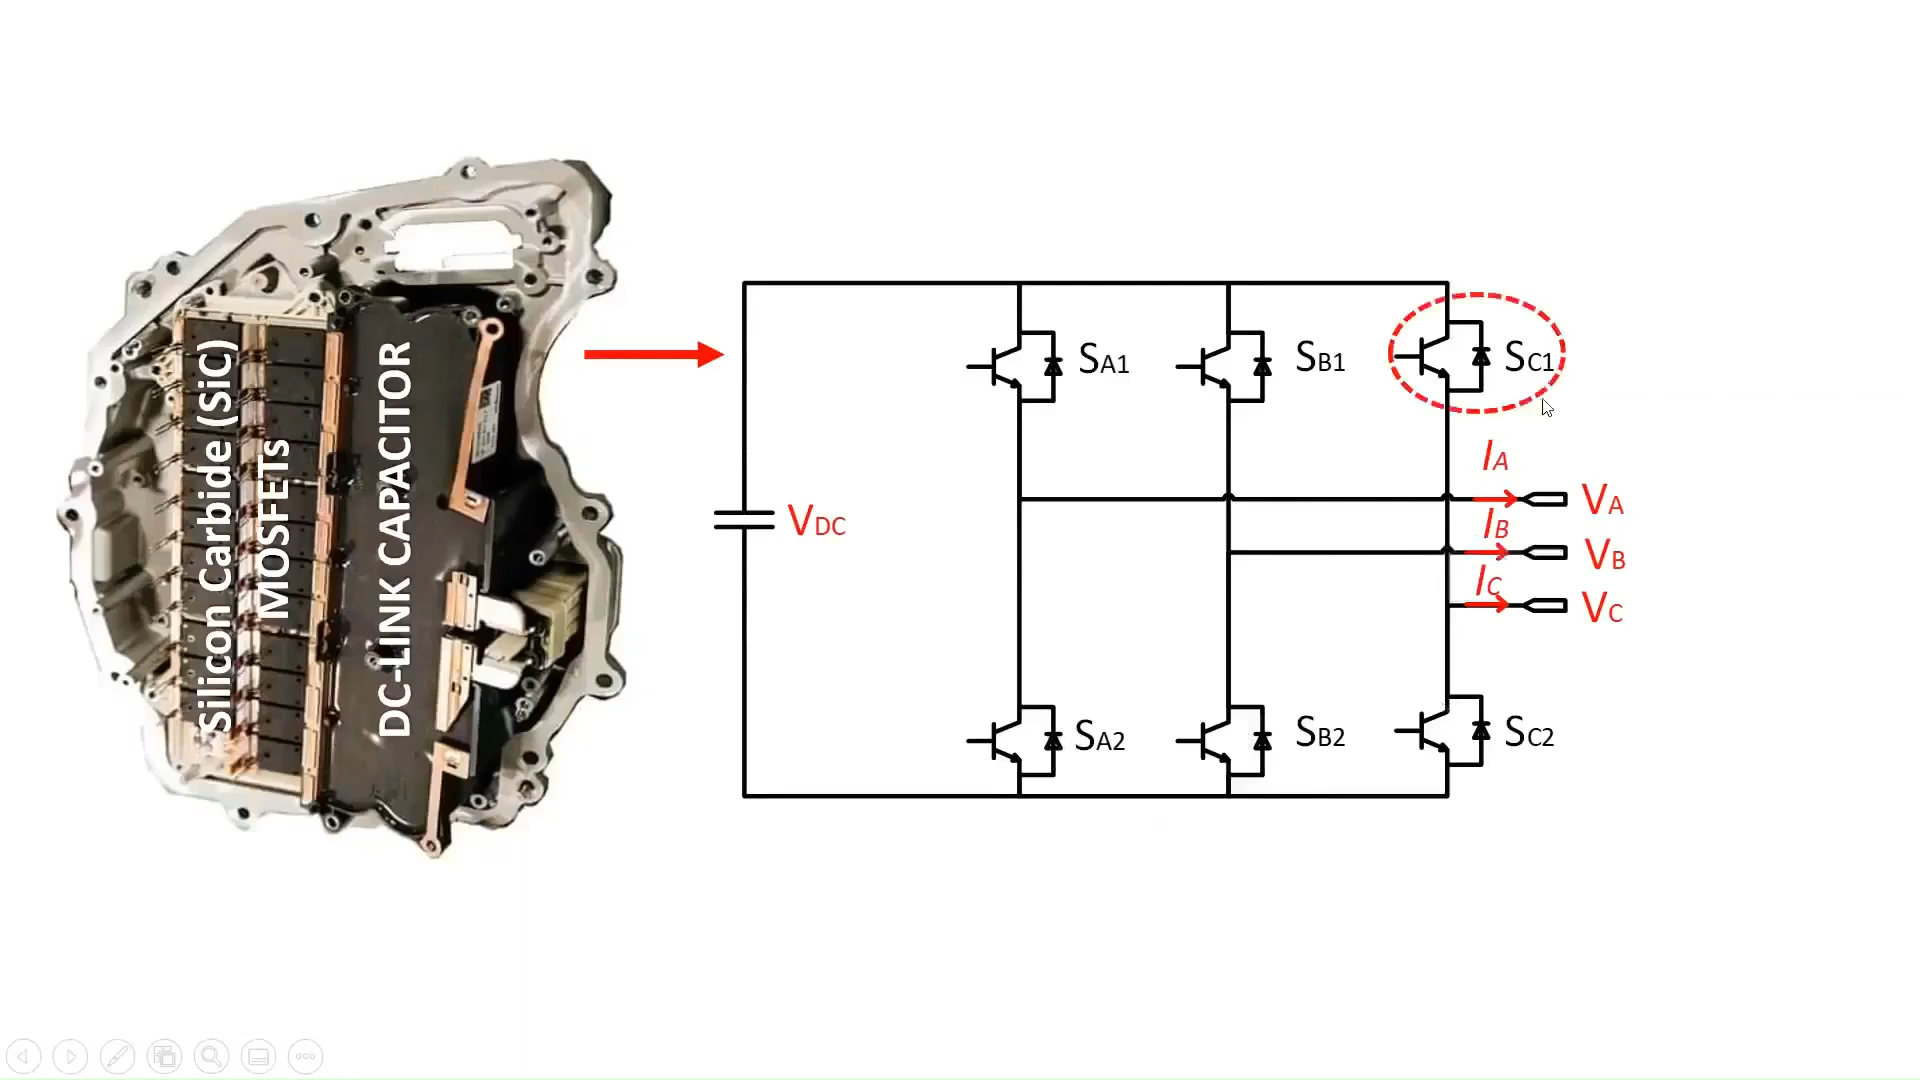 Silicon Carbide (SiC)
MOSFETs
DC-LINK CAPACITOR
VDC
SA1
SB1
SC1
IA
VA
IB
VB
IC
VC
SA2
SB2
SC2